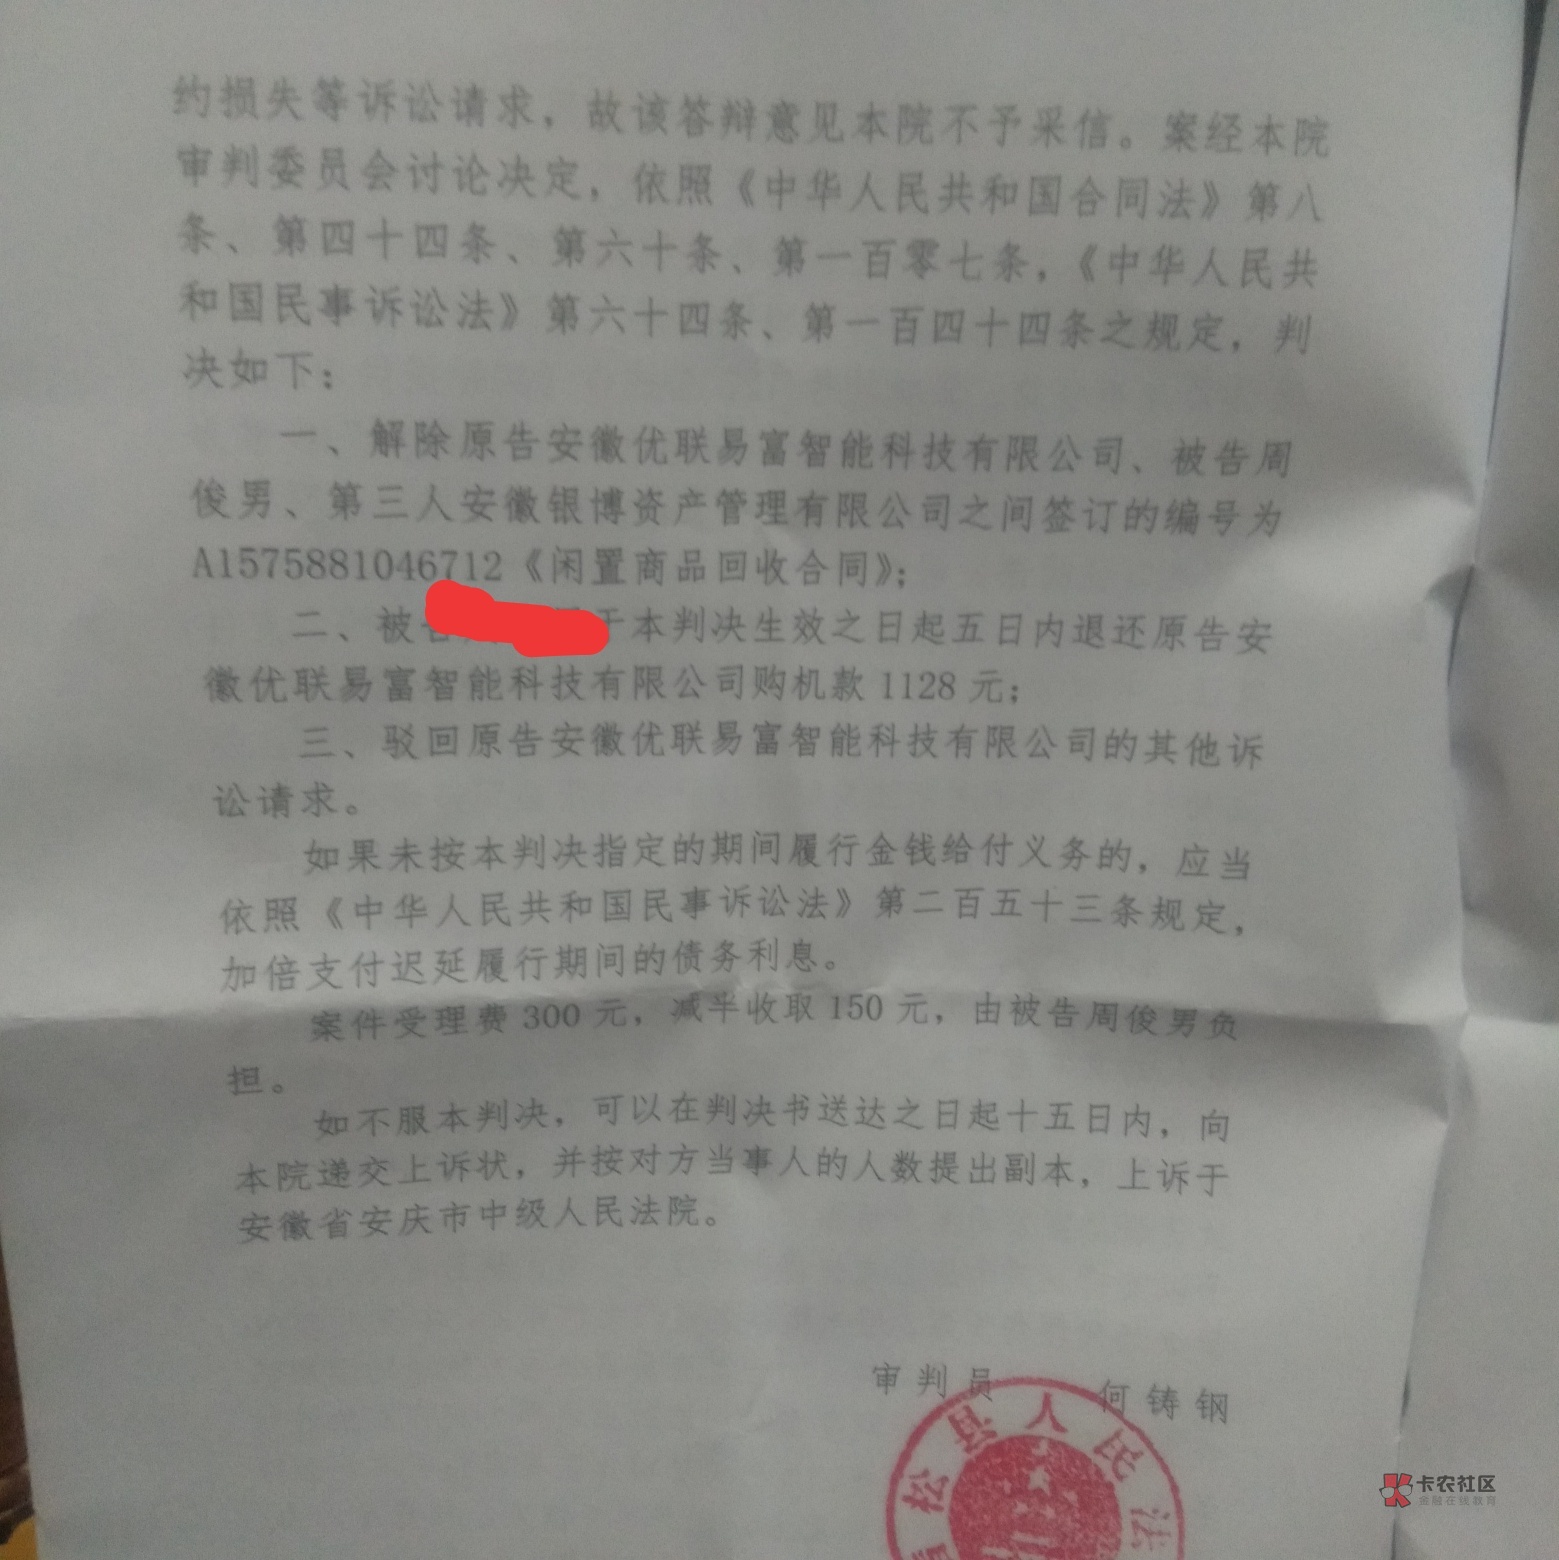 约损失等诉讼请求，故该答辩意见本院不予采信。案经本院
审判委员会讨论决定，依照《中华人民共和国合同法》第八
条、第四十四条、第六十条、第一百零七条，《中华人民共
和国民事诉讼法》第六十四条、第一百四十四条之规定，判
决如下：
一、解除原告安徽优联易富智能科技有限公司、被告周
俊男、第三人安徽银博资产管理有限公司之间签订的编号为
A1575881046712《闲置商品回收合同》；
二、被 于本判决生效之日起五日内退还原告安
徽优联易富智能科技有限公司购机款 1128 元；
三、驳回原告安徽优联易富智能科技有限公司的其他诉
讼请求。
如果未按本判决指定的期间履行金钱给付义务的，应当
依照《中华人民共和国民事诉讼法》第二百五十三条规定，
加倍支付迟延履行期间的债务利息。
案件受理费 300 元，减半收取 150 元，由被告周俊男负
担。
如不服本判决，可以在判决书送达之日起十五日内，向
本院递交上诉状，并按对方当事人的人数提出副本，上诉于
安徽省安庆市中级人民法院。
审判员 何铸钢
松县人民法
卡农社区
金融在线教育